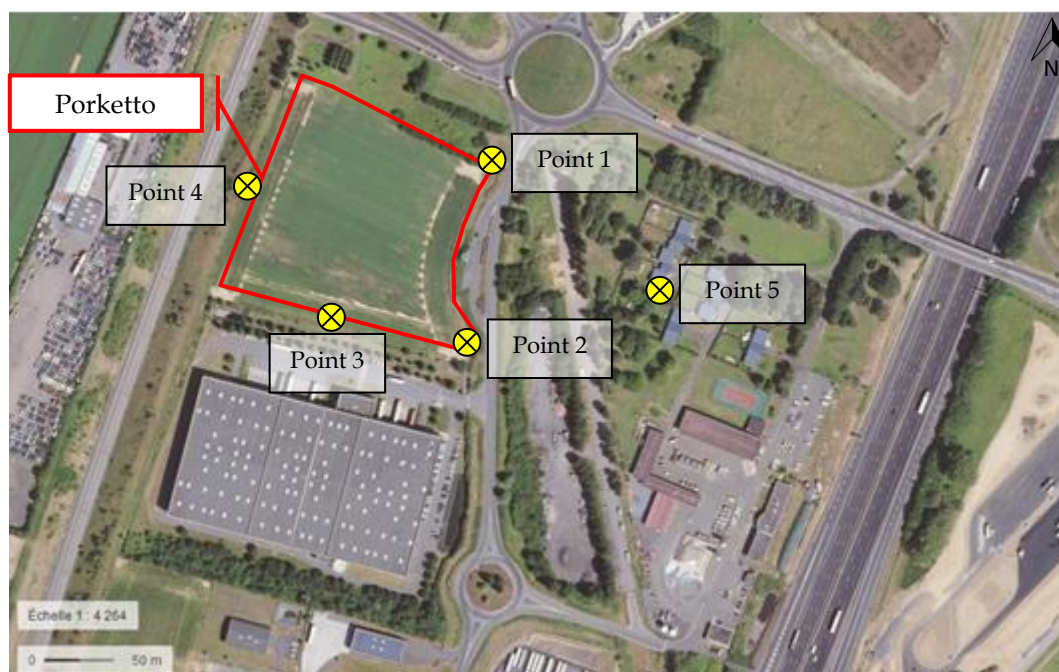 N
Porketto
Point 1
Point 4
Point 5
Point 3
Point 2
Échelle 1 : 4 264
0 50 m